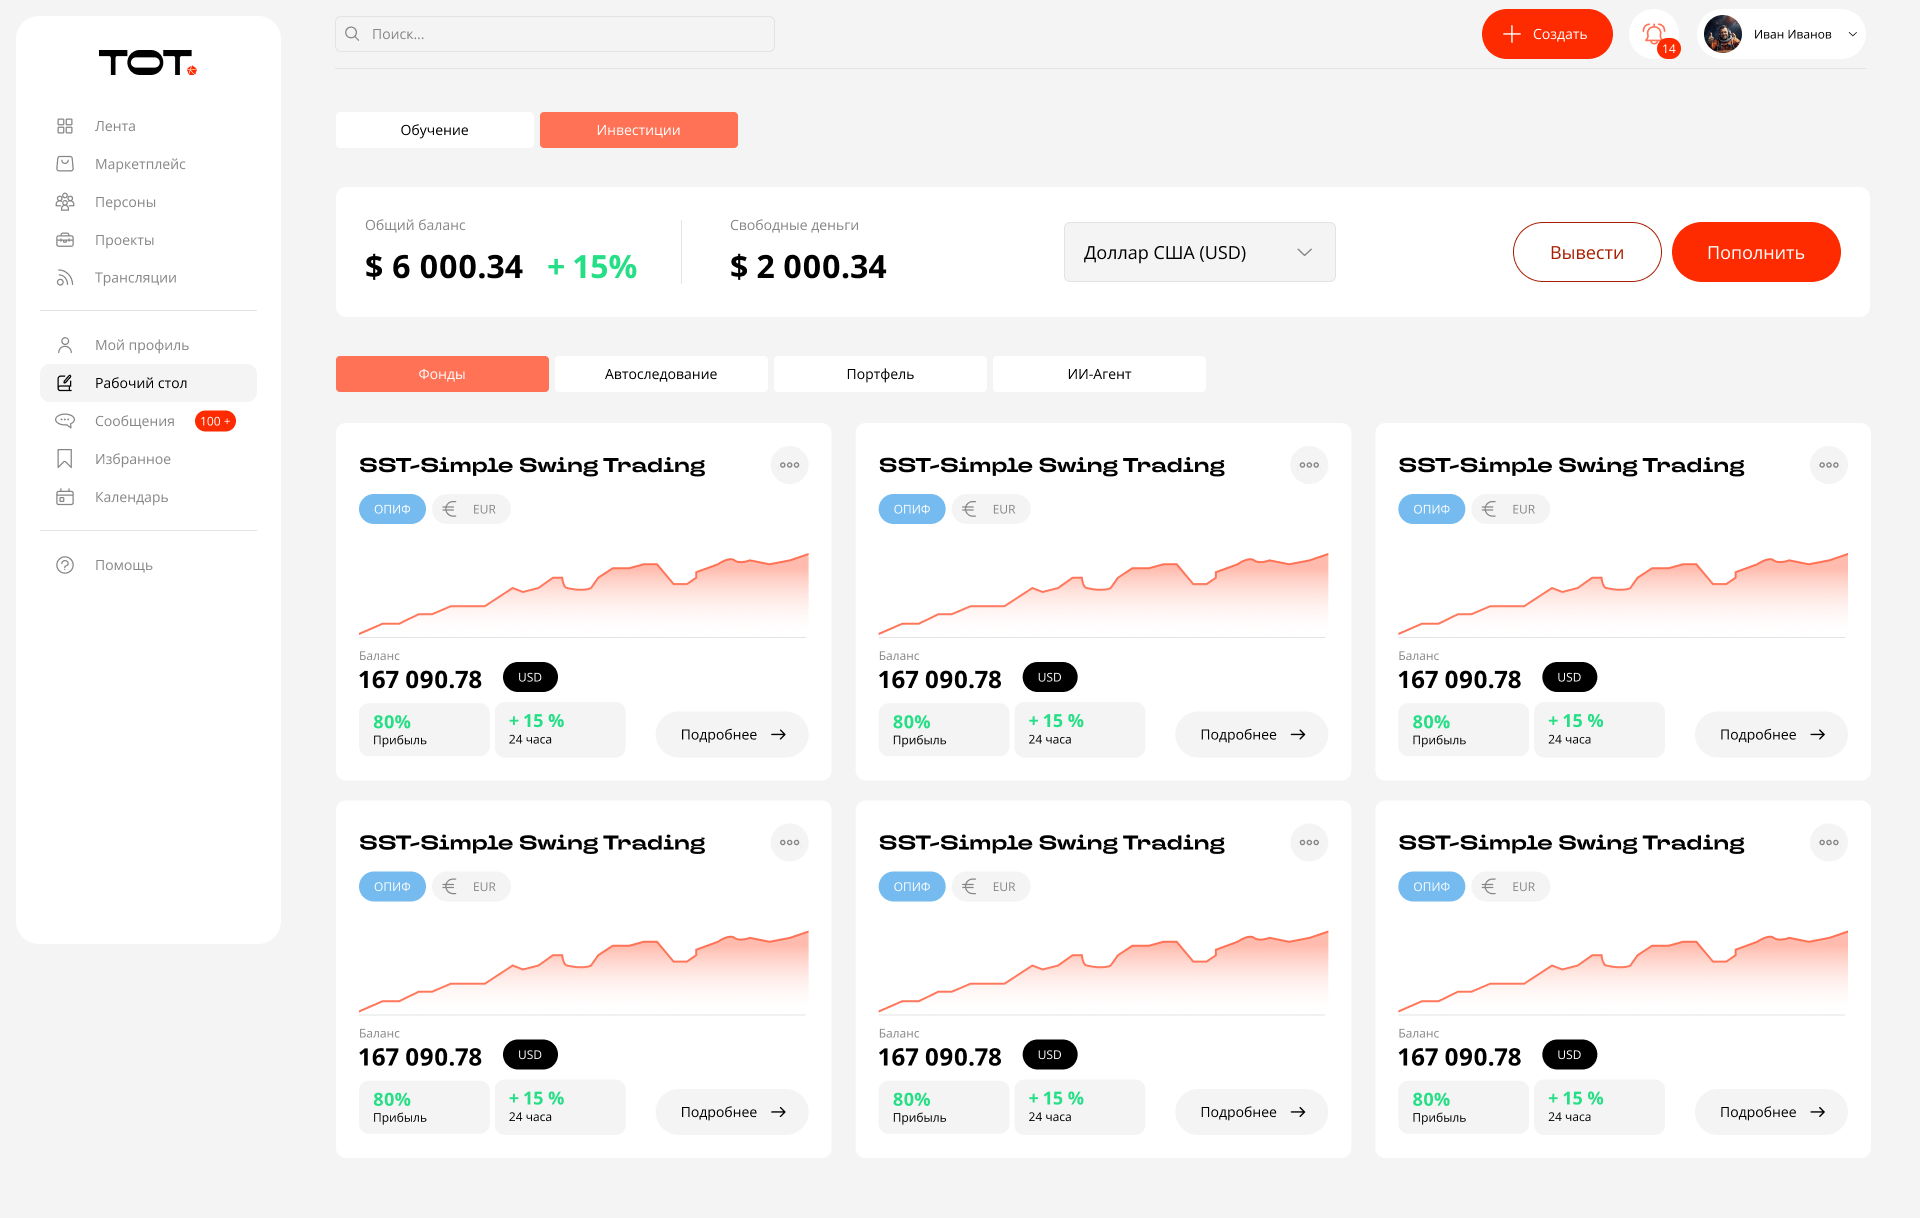 ТОТ.
Поиск...
Создать
14
Иван Иванов
Лента
Маркетплейс
Персоны
Проекты
Трансляции
Мой профиль
Рабочий стол
Сообщения 100 +
Избранное
Календарь
Помощь
Обучение
Инвестиции
Общий баланс
$ 6 000.34 + 15%
Свободные деньги
$ 2 000.34
Доллар США (USD)
Вывести
Пополнить
Фонды
Автоследование
Портфель
ИИ-Агент
SST-Simple Swing Trading
ОПИФ € EUR
Баланс
167 090.78 USD
80%
Прибыль
+ 15 %
24 часа
Подробнее
SST-Simple Swing Trading
ОПИФ € EUR
Баланс
167 090.78 USD
80%
Прибыль
+ 15 %
24 часа
Подробнее
SST-Simple Swing Trading
ОПИФ € EUR
Баланс
167 090.78 USD
80%
Прибыль
+ 15 %
24 часа
Подробнее
SST-Simple Swing Trading
ОПИФ € EUR
Баланс
167 090.78 USD
80%
Прибыль
+ 15 %
24 часа
Подробнее
SST-Simple Swing Trading
ОПИФ € EUR
Баланс
167 090.78 USD
80%
Прибыль
+ 15 %
24 часа
Подробнее
SST-Simple Swing Trading
ОПИФ € EUR
Баланс
167 090.78 USD
80%
Прибыль
+ 15 %
24 часа
Подробнее